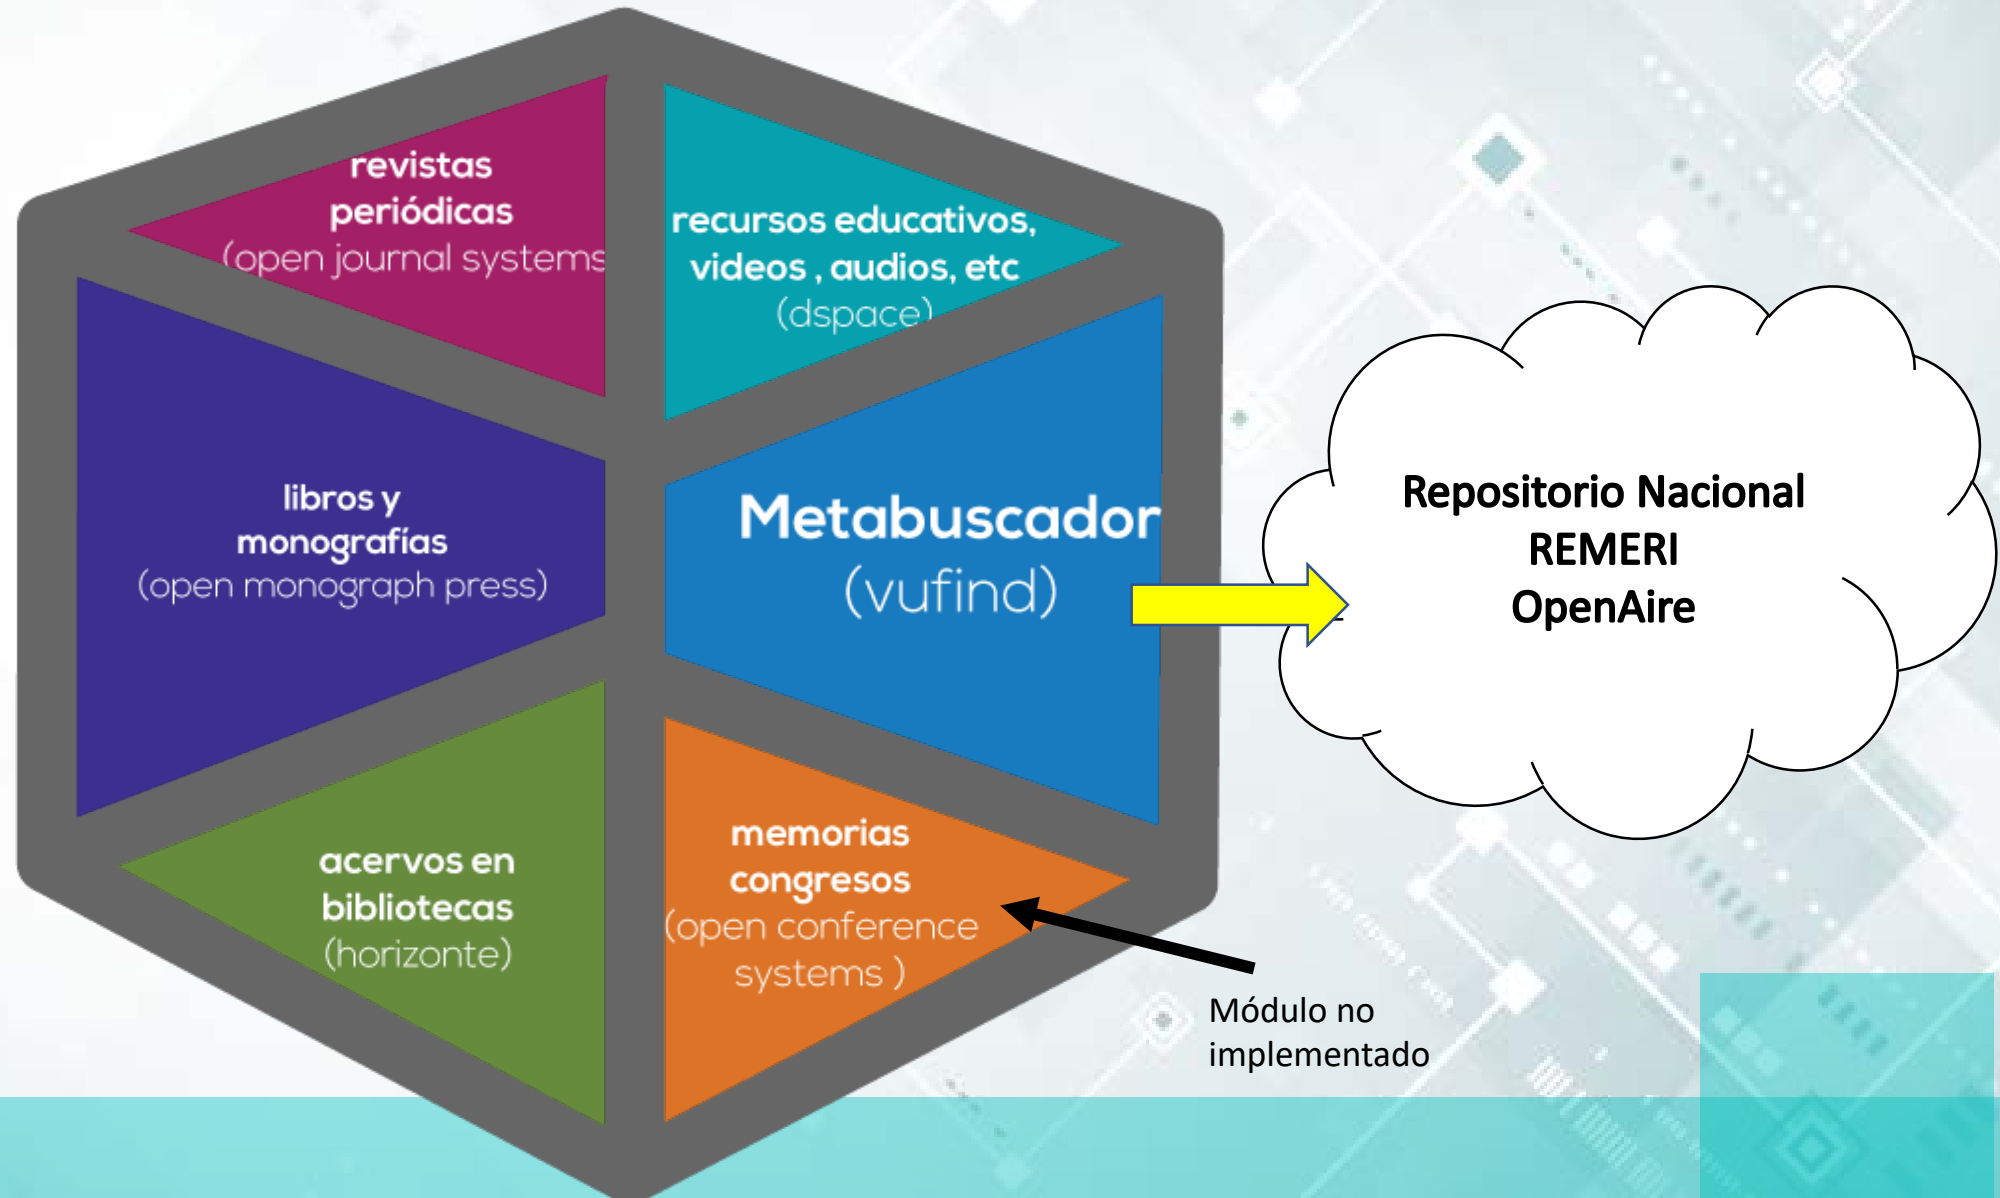 revistas
periódicas
(open journal systems
recursos educativos,
videos , audios, etc
(dspace)
libros y
monografías
(open monograph press)
Metabuscador
(vufind)
acervos en
bibliotecas
(horizonte)
memorias
congresos
(open conference
systems )
Repositorio Nacional
REMERI
OpenAire
Módulo no
implementado